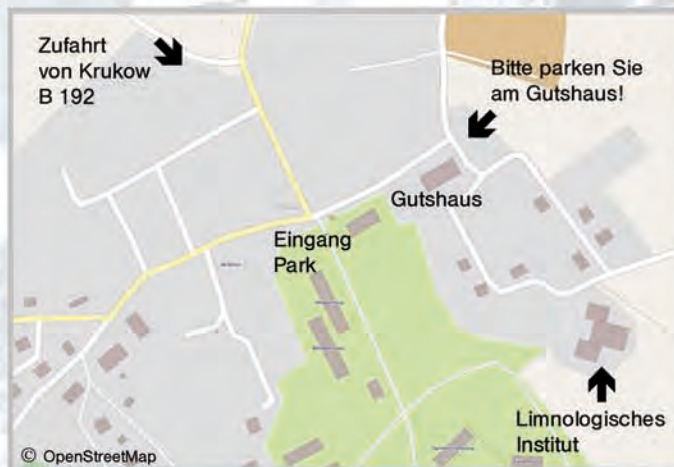 Zufahrt
von Krukow
B 192
Bitte parken Sie
am Gutshaus!
Gutshaus
Eingang
Park
Limnologisches
Institut
© OpenStreetMap